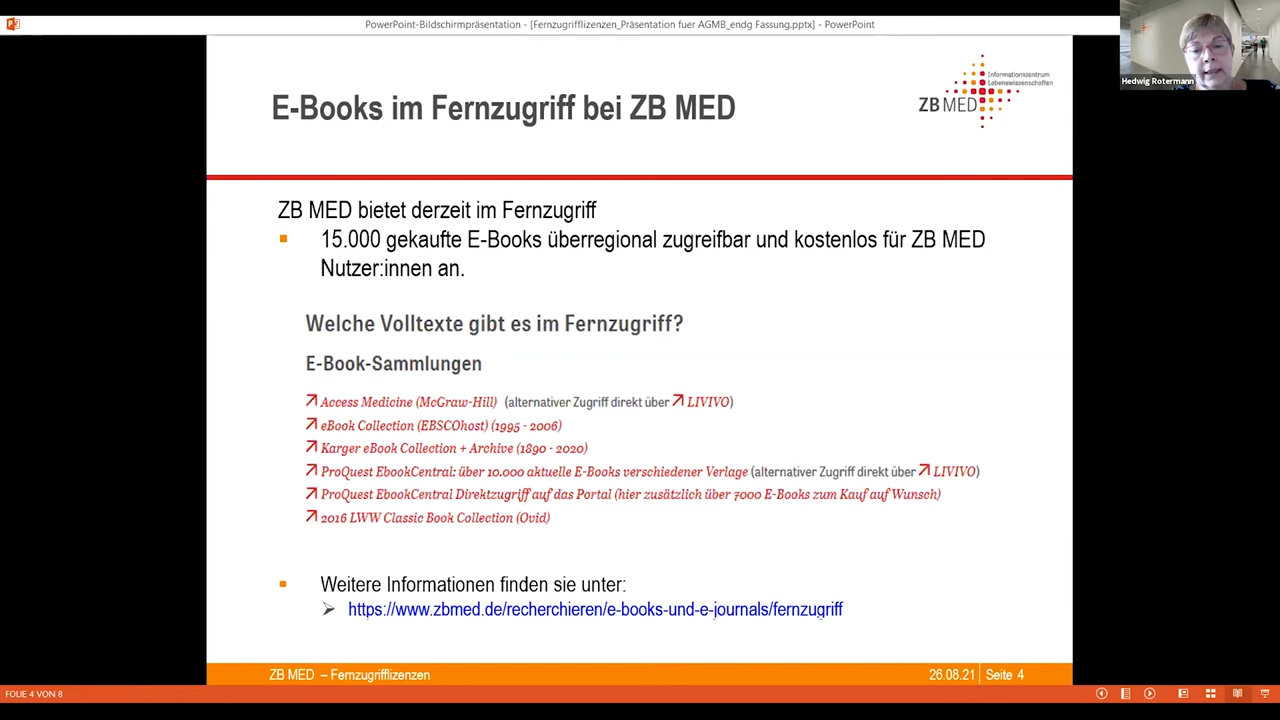 PowerPoint-Bildschirmpräsentation - [Fernzugrifflizenzen_Präsentation fuer AGMB_endg Fassung.pptx] - PowerPoint
Hedwig Rotermann
E-Books im Fernzugriff bei ZB MED
Informationszentrum
Lebenswissenschaften
ZB MED
ZB MED bietet derzeit im Fernzugriff
15.000 gekaufte E-Books überregional zugreifbar und kostenlos für ZB MED
Nutzer:innen an.
Welche Volltexte gibt es im Fernzugriff?
E-Book-Sammlungen
Access Medicine (McGraw-Hill) (alternativer Zugriff direkt über LIVIVO)
eBook Collection (EBSCOhost) (1995 - 2006)
Karger eBook Collection + Archive (1890 - 2020)
ProQuest EbookCentral: über 10.000 aktuelle E-Books verschiedener Verlage (alternativer Zugriff direkt über LIVIVO)
ProQuest EbookCentral Direktzugriff auf das Portal (hier zusätzlich über 7000 E-Books zum Kauf auf Wunsch)
2016 LWW Classic Book Collection (Ovid)
Weitere Informationen finden sie unter:
https://www.zbmed.de/recherchieren/e-books-und-e-journals/fernzugriff
ZB MED – Fernzugrifflizenzen
26.08.21 Seite 4
FOLIE 4 VON 8